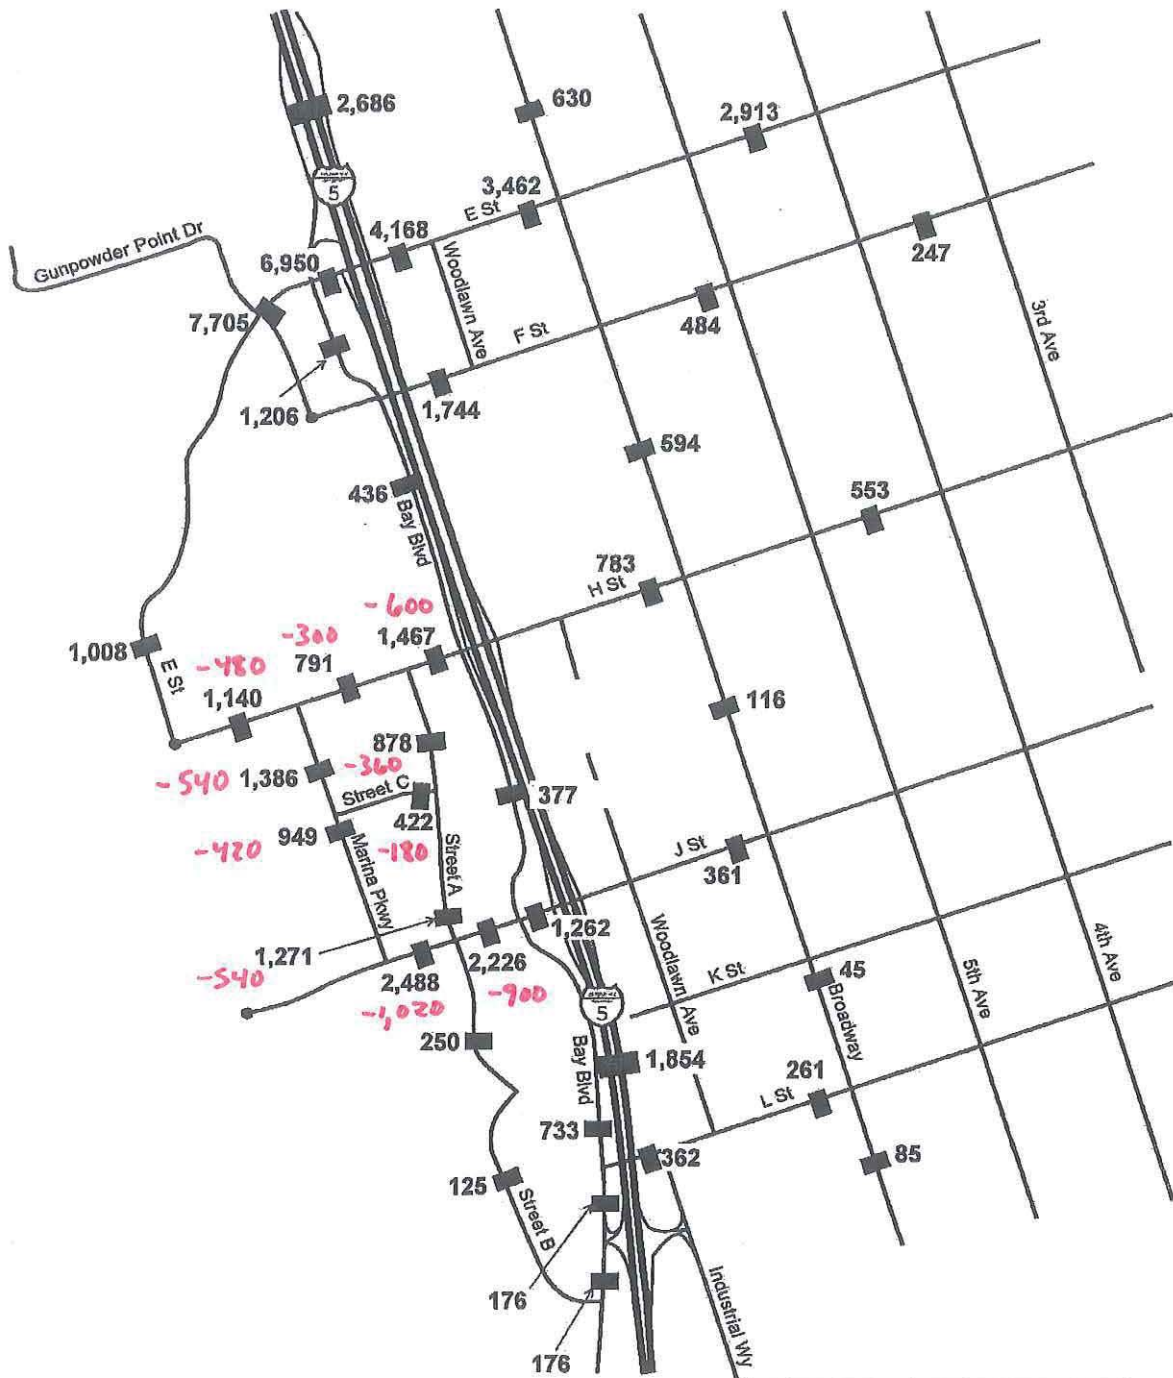 2,686
630
2,913
5
3,462
E St
4,168
Gunpowder Point Dr
6,950
Woodlawn Ave
247
7,705
F St
484
3rd Ave
1,206
1,744
594
436
Bay Blvd
553
783
H St
-600
-300
1,467
1,008
E St
-480
791
1,140
116
878
-540
1,386
-360
Street C
377
422
949
-420
Marina Pkwy
-180
Street A
J St
361
1,262
1,271
2,226
Woodlawn Ave
4th Ave
K St
45
5th Ave
-540
2,488
-900
Broadway
-1,020
5
250
Bay Blvd
1,854
261
L St
733
362
85
125
Street B
176
Industrial Wy
176